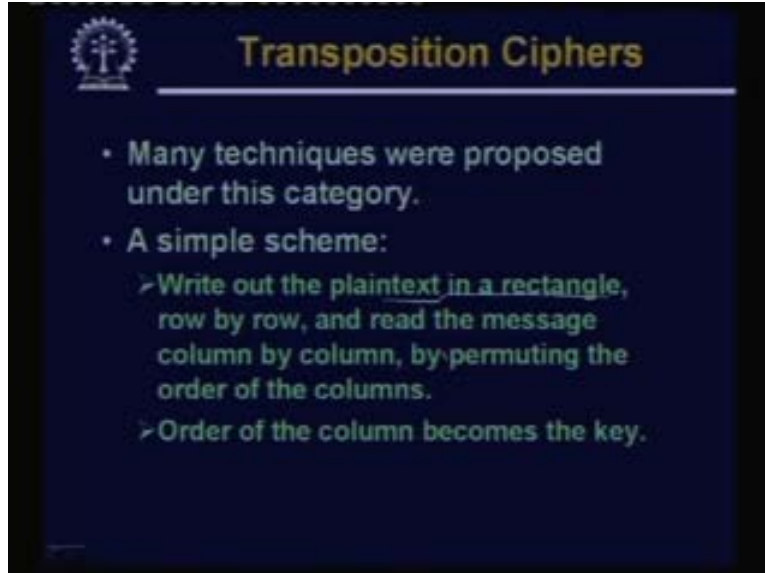 Transposition Ciphers
• Many techniques were proposed
under this category.
• A simple scheme:
➢Write out the plaintext in a rectangle,
row by row, and read the message
column by column, by permuting the
order of the columns.
➢Order of the column becomes the key.